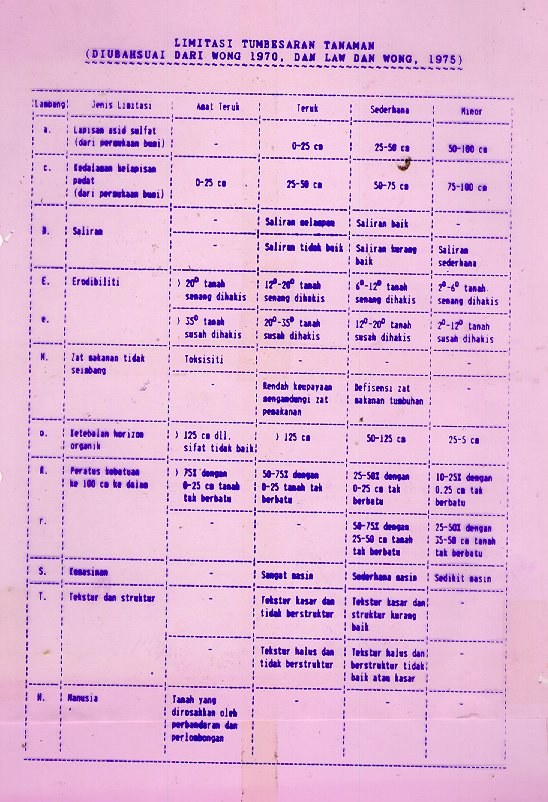 LIMITASI TUMBESARAN TANAMAN
(DIUBAHSUAI DARI WONG 1970, DAN LAW DAN WONG, 1975)
Lambang Jenis Limitasi Amat Teruk Teruk Sederhana Minor
a. Lapisan asid sulfat
(dari permukaan bumi) - 0-25 cm 25-50 cm 50-100 cm
c. Kedalaman kelapisan
padat
(dari permukaan bumi) 0-25 cm 25-50 cm 50-75 cm 75-100 cm
- Saliran melampau Saliran baik -
D. Saliran
- Saliran tidak baik Saliran kurang Saliran
baik sederhana
E. Erodibiliti ) 20° tanah 12°-20° tanah 6°-12° tanah 2°-6° tanah
senang dihakis senang dihakis senang dihakis senang dihakis
e. ) 35° tanah 20°-35° tanah 12°-20° tanah 2°-12° tanah
susah dihakis susah dihakis susah dihakis susah dihakis
N. Zat makanan tidak Toksisiti - - -
seimbang
- Rendah keupayaan Defisensi zat -
mengandungi zat makanan tumbuhan
pemakanan
o. Ketebalan horizon ) 125 cm dll. ) 125 cm 50-125 cm 25-5 cm
organik sifat tidak baik
R. Peratus kebatuan ) 75% dengan 50-75% dengan 25-50% dengan 10-25% dengan
ke 100 cm ke dalam 0-25 cm tanah 0-25 tanah tak 0-25 cm tak 0.25 cm tak
tak berbatu berbatu berbatu berbatu
r. - - 50-75% dengan 25-50% dengan
25-50 cm tanah 35-50 cm tanah
tak berbatu tak berbatu
S. Kemasinan - Sangat masin Sederhana masin Sedikit masin
T. Tekstur dan struktur - Tekstur kasar dan Tekstur kasar dan -
tidak berstruktur struktur kurang
baik
- Tekstur halus dan Tekstur halus dan -
tidak berstruktur berstruktur tidak
baik atau kasar
M. Manusia Tanah yang - - -
dirosakkan oleh
perbandaran dan
perlombongan